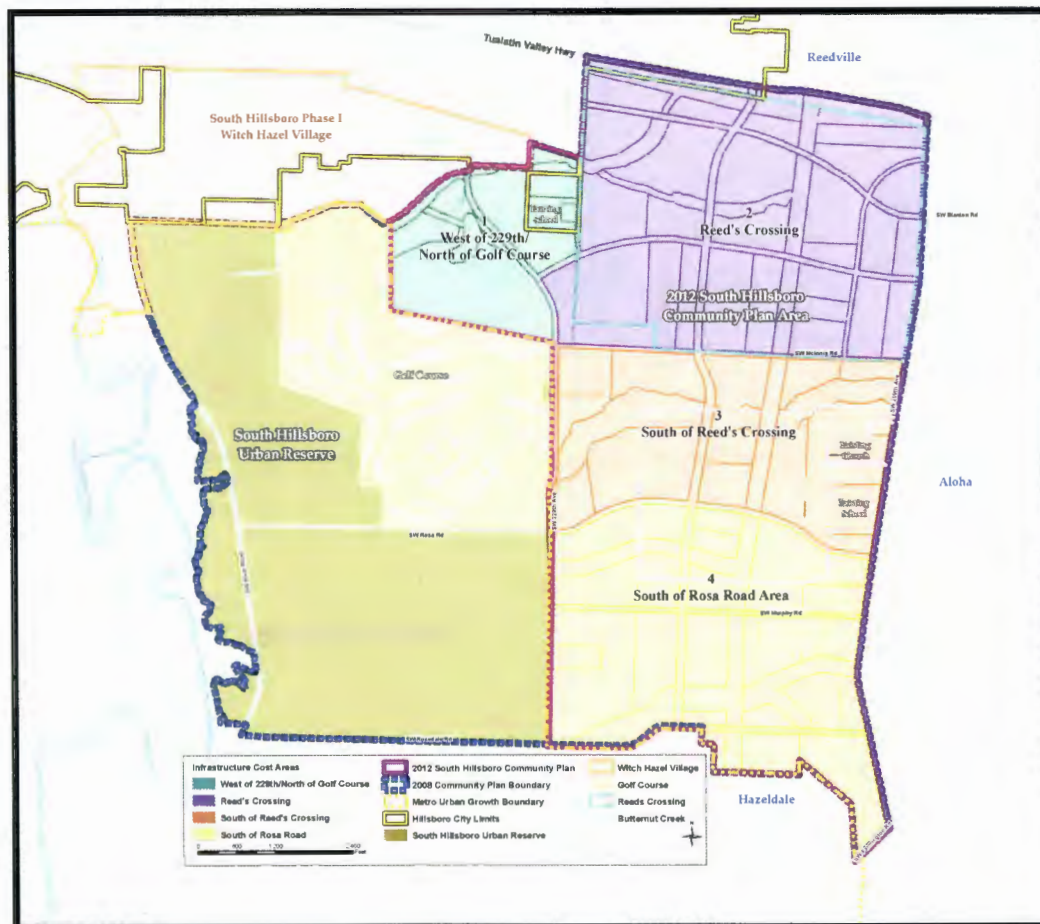 Tualatin Valley Hwy
Reedville
South Hillsboro Phase I
Witch Hazel Village
SW Blanton Rd
1
West of 229th/
North of Golf Course
Existing
School
2
Reed's Crossing
2012 South Hillsboro
Community Plan Area
Golf Course
3
South of Reed's Crossing
South Hillsboro
Urban Reserve
Existing
Church
Existing
School
Aloha
SW 229th Ave
SW Rosa Rd
4
South of Rosa Road Area
SW Murphy Rd
SW Rosedale Rd
Hazeldale
Infrastructure Cost Areas
West of 229th/North of Golf Course
Reed's Crossing
South of Reed's Crossing
South of Rosa Road
2012 South Hillsboro Community Plan
2008 Community Plan Boundary
Metro Urban Growth Boundary
Hillsboro City Limits
South Hillsboro Urban Reserve
Witch Hazel Village
Golf Course
Reeds Crossing
Butternut Creek